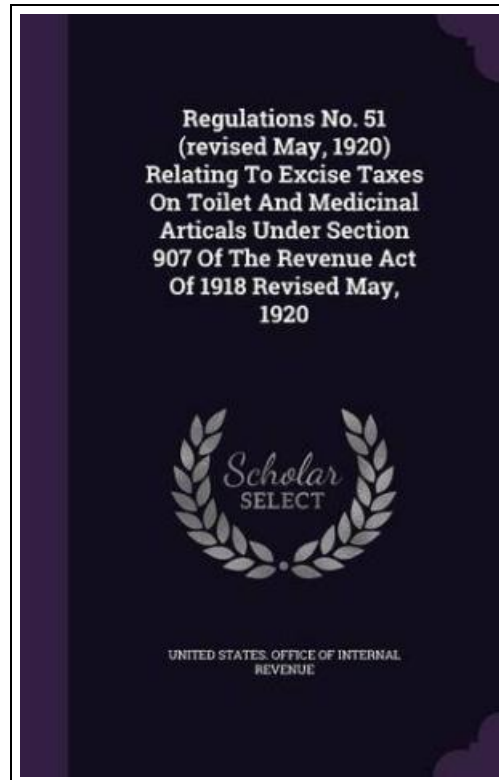 Regulations No. 51
(revised May, 1920)
Relating To Excise Taxes
On Toilet And Medicinal
Articals Under Section
907 Of The Revenue Act
Of 1918 Revised May,
1920
Scholar
SELECT
UNITED STATES. OFFICE OF INTERNAL
REVENUE